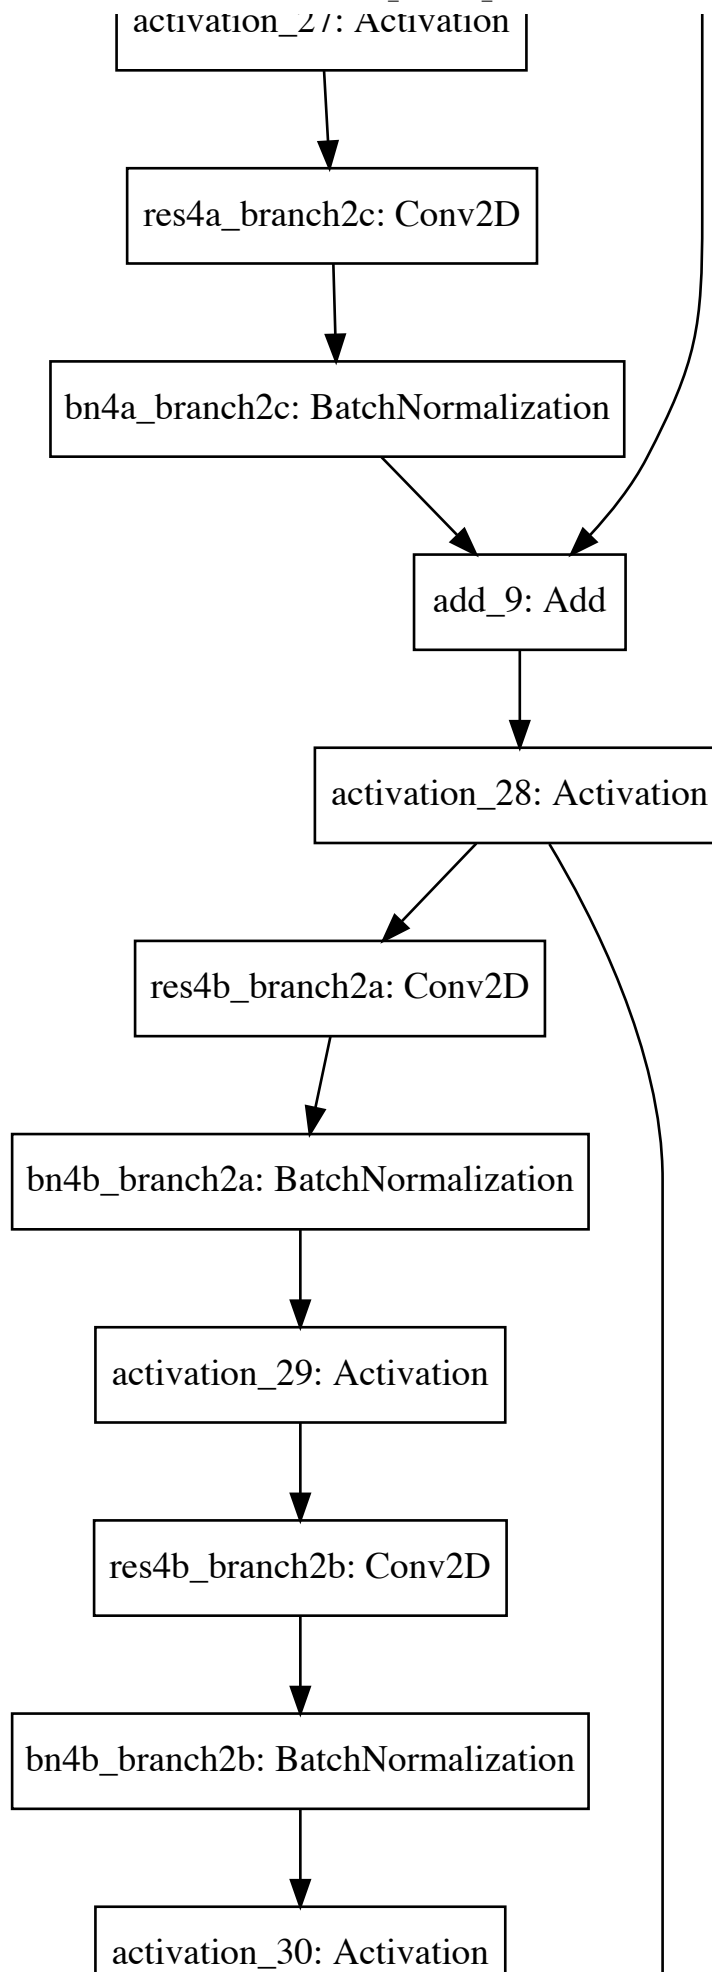 activation_27: Activation
res4a_branch2c: Conv2D
bn4a_branch2c: BatchNormalization
add_9: Add
activation_28: Activation
res4b_branch2a: Conv2D
bn4b_branch2a: BatchNormalization
activation_29: Activation
res4b_branch2b: Conv2D
bn4b_branch2b: BatchNormalization
activation_30: Activation